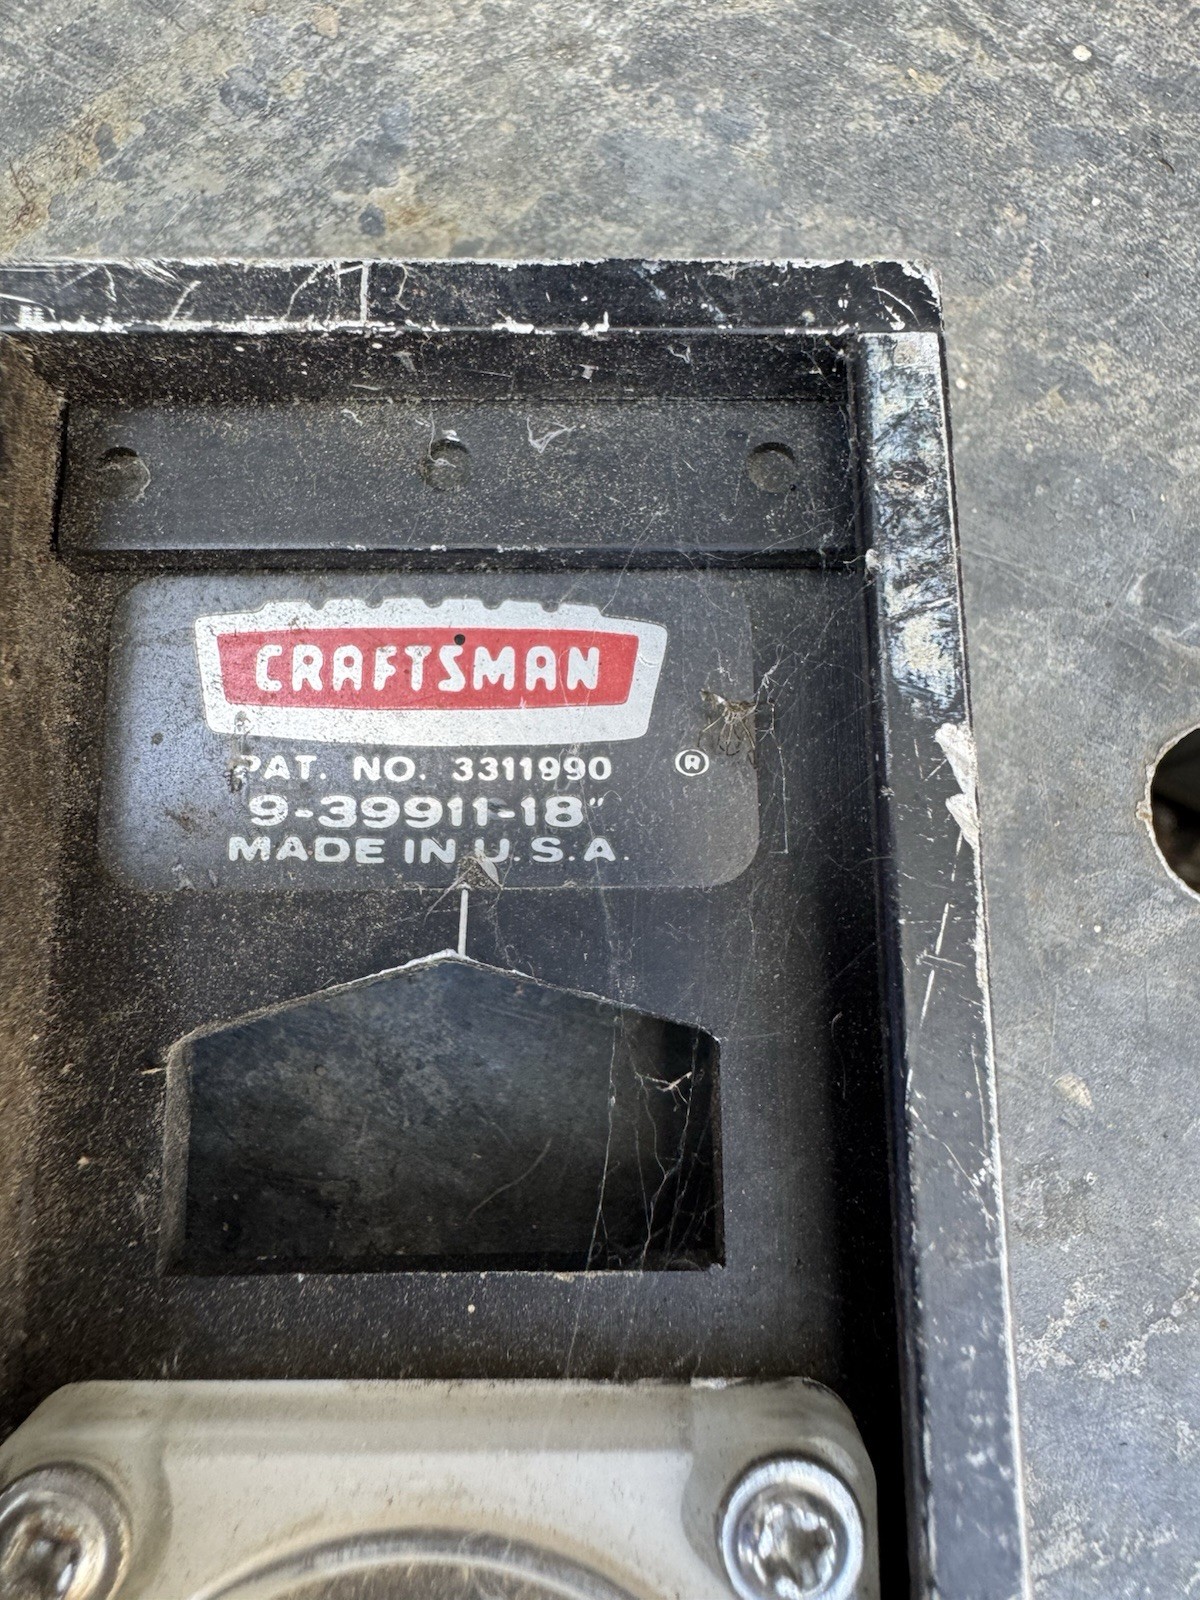 CRAFTSMAN
PAT. NO. 3311990 ®
9-39911-18"
MADE IN U.S.A.